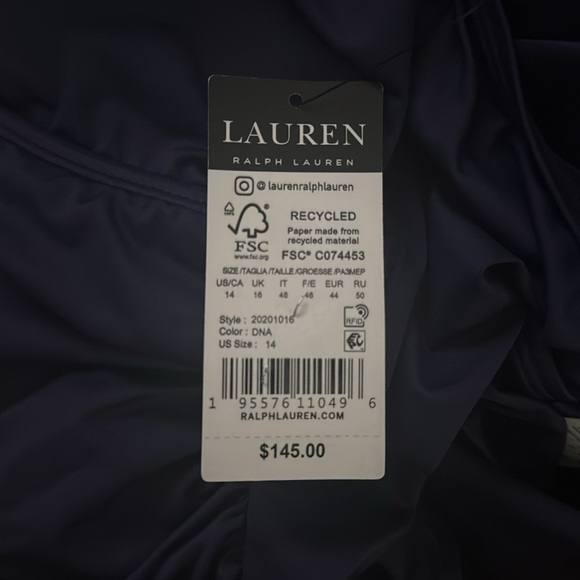 LAUREN
RALPH LAUREN
@ laurenralphlauren
FSC
www.fsc.org
RECYCLED
Paper made from
recycled material
FSC® C074453
SIZE/TAGLIA/TAILLE/GROESSE/РАЗМЕР
US/CA UK IT F/E EUR RU
14 16 48 46 44 50
Style : 20201016
Color : DNA
US Size : 14
RFID
1 95576 11049 6
RALPHLAUREN.COM
$145.00